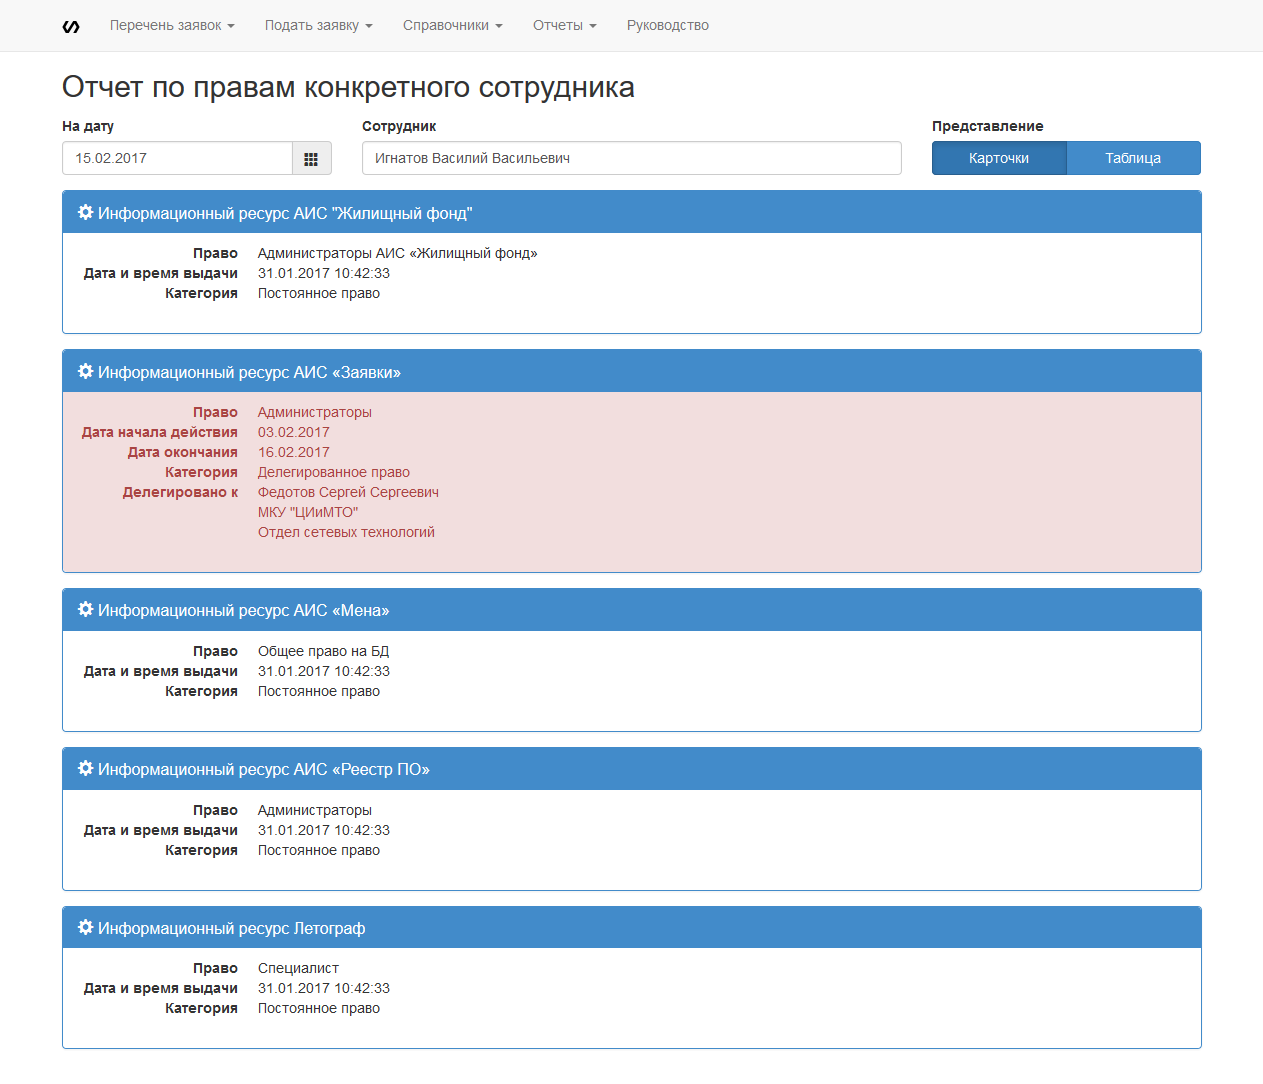 Перечень заявок Подать заявку Справочники Отчеты Руководство
Отчет по правам конкретного сотрудника
На дату Сотрудник Представление
15.02.2017 Игнатов Василий Васильевич Карточки Таблица
Информационный ресурс АИС "Жилищный фонд"
Право Администраторы АИС «Жилищный фонд»
Дата и время выдачи 31.01.2017 10:42:33
Категория Постоянное право
Информационный ресурс АИС «Заявки»
Право Администраторы
Дата начала действия 03.02.2017
Дата окончания 16.02.2017
Категория Делегированное право
Делегировано к Федотов Сергей Сергеевич
МКУ "ЦИиМТО"
Отдел сетевых технологий
Информационный ресурс АИС «Мена»
Право Общее право на БД
Дата и время выдачи 31.01.2017 10:42:33
Категория Постоянное право
Информационный ресурс АИС «Реестр ПО»
Право Администраторы
Дата и время выдачи 31.01.2017 10:42:33
Категория Постоянное право
Информационный ресурс Летограф
Право Специалист
Дата и время выдачи 31.01.2017 10:42:33
Категория Постоянное право